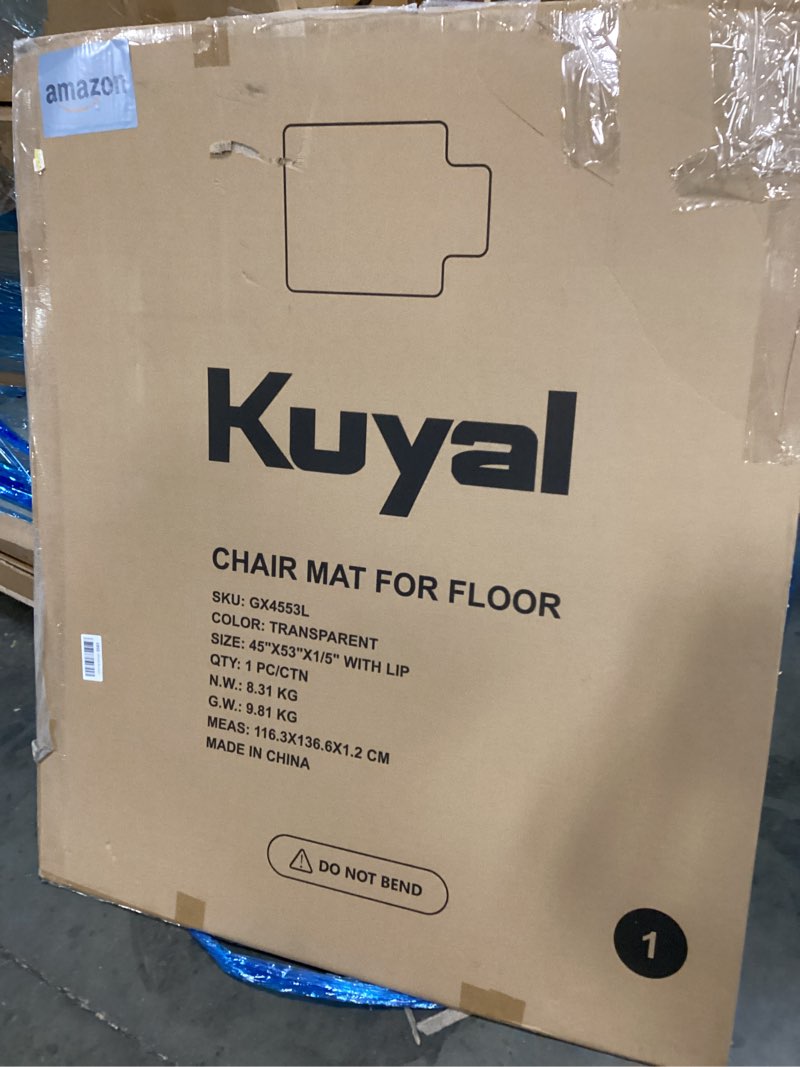 amazon
Kuyal
CHAIR MAT FOR FLOOR
SKU: GX4553L
COLOR: TRANSPARENT
SIZE: 45"X53"X1/5" WITH LIP
QTY: 1 PC/CTN
N.W.: 8.31 KG
G.W.: 9.81 KG
MEAS: 116.3X136.6X1.2 CM
MADE IN CHINA
DO NOT BEND
1